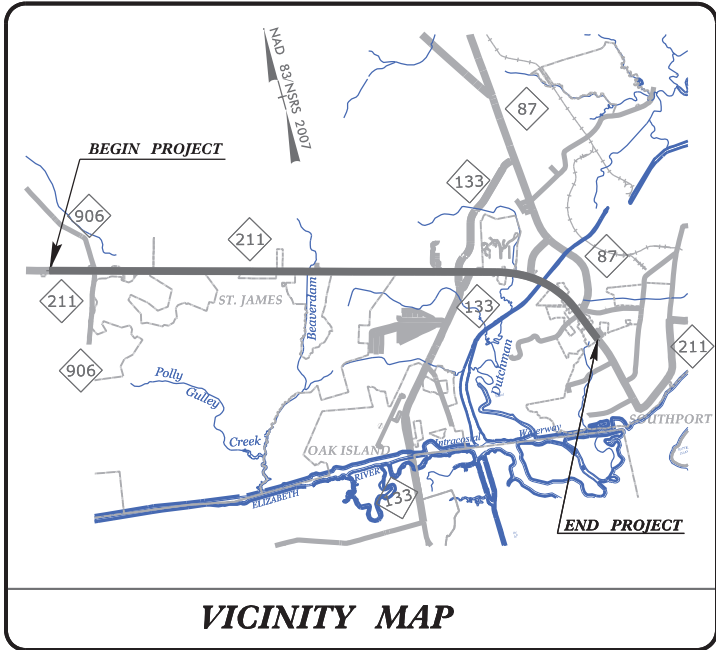 NAD 83/NSRS 2007
87
BEGIN PROJECT
133
906
211
87
211
ST. JAMES
Beaverdam
133
211
906
Polly
Gulley
Creek
Dutchman
SOUTHPORT
OAK ISLAND
Intracostal
Waterway
RIVER
ELIZABETH
133
END PROJECT
VICINITY MAP